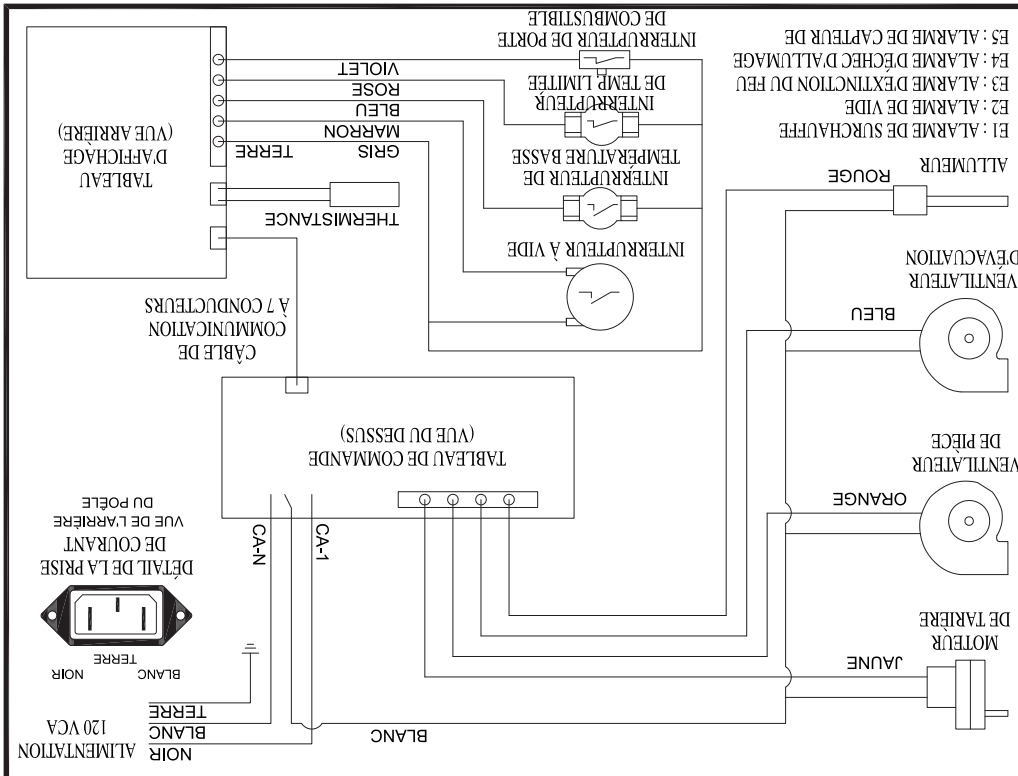 MOTEUR
DE TARIÈRE
JAUNE
VENTILATEUR
DE PIÈCE
ORANGE
VENTILATEUR
D'ÉVACUATION
BLEU
ALLUMEUR
ROUGE
BLANC
NOIR
BLANC
TERRE
ALIMENTATION
120 VCA
BLANC
TERRE
NOIR
DÉTAIL DE LA PRISE
DE COURANT
VUE DE L'ARRIÈRE
DU POÊLE
CA-1
CA-N
TABLEAU DE COMMANDE
(VUE DU DESSUS)
CÂBLE DE
COMMUNICATION
À 7 CONDUCTEURS
INTERRUPTEUR À VIDE
INTERRUPTEUR DE
TEMPÉRATURE BASSE
INTERRUPTEUR
DE TEMP LIMITÉE
INTERRUPTEUR DE PORTE
DE COMBUSTIBLE
THERMISTANCE
GRIS
TERRE
MARRON
BLEU
ROSE
VIOLET
TABLEAU
D'AFFICHAGE
(VUE ARRIÈRE)
E1 : ALARME DE SURCHAUFFE
E2 : ALARME DE VIDE
E3 : ALARME D'ÉXTINCTION DU FEU
E4 : ALARME D'ÉCHEC D'ALLUMAGE
E5 : ALARME DE CAPTEUR DE